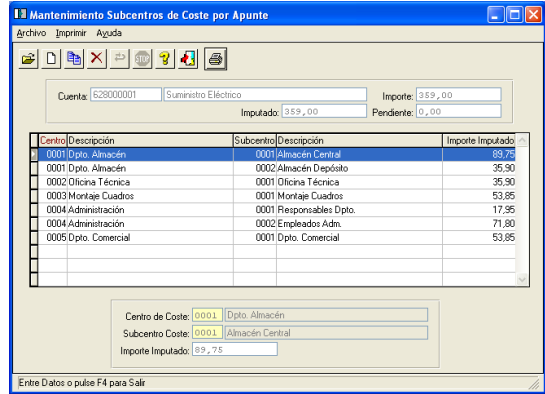 Mantenimiento Subcentros de Coste por Apunte
Archivo Imprimir Ayuda
STOP
Cuenta: 628000001 Suministro Eléctrico Importe: 359,00
Imputado: 359,00 Pendiente: 0,00
Centro Descripción Subcentro Descripción Importe Imputado
0001 Dpto. Almacén 0001 Almacén Central 89,75
0001 Dpto. Almacén 0002 Almacén Depósito 35,90
0002 Oficina Técnica 0001 Oficina Técnica 35,90
0003 Montaje Cuadros 0001 Montaje Cuadros 53,85
0004 Administración 0001 Responsables Dpto. 17,95
0004 Administración 0002 Empleados Adm. 71,80
0005 Dpto. Comercial 0001 Dpto. Comercial 53,85
Centro de Coste: 0001 Dpto. Almacén
Subcentro Coste: 0001 Almacén Central
Importe Imputado: 89,75
Entre Datos o pulse F4 para Salir